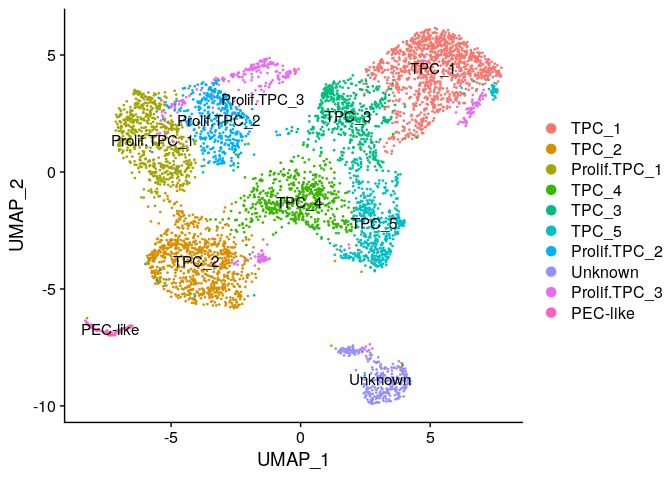 TPC_1
Prolif.TPC_3
Prolif.TPC_2
TPC_3
Prolif.TPC_1
TPC_4
TPC_5
TPC_2
PEC-like
Unknown
5
0
-5
-10
UMAP_2
-5
0
5
UMAP_1
TPC_1
TPC_2
Prolif.TPC_1
TPC_4
TPC_3
TPC_5
Prolif.TPC_2
Unknown
Prolif.TPC_3
PEC-like